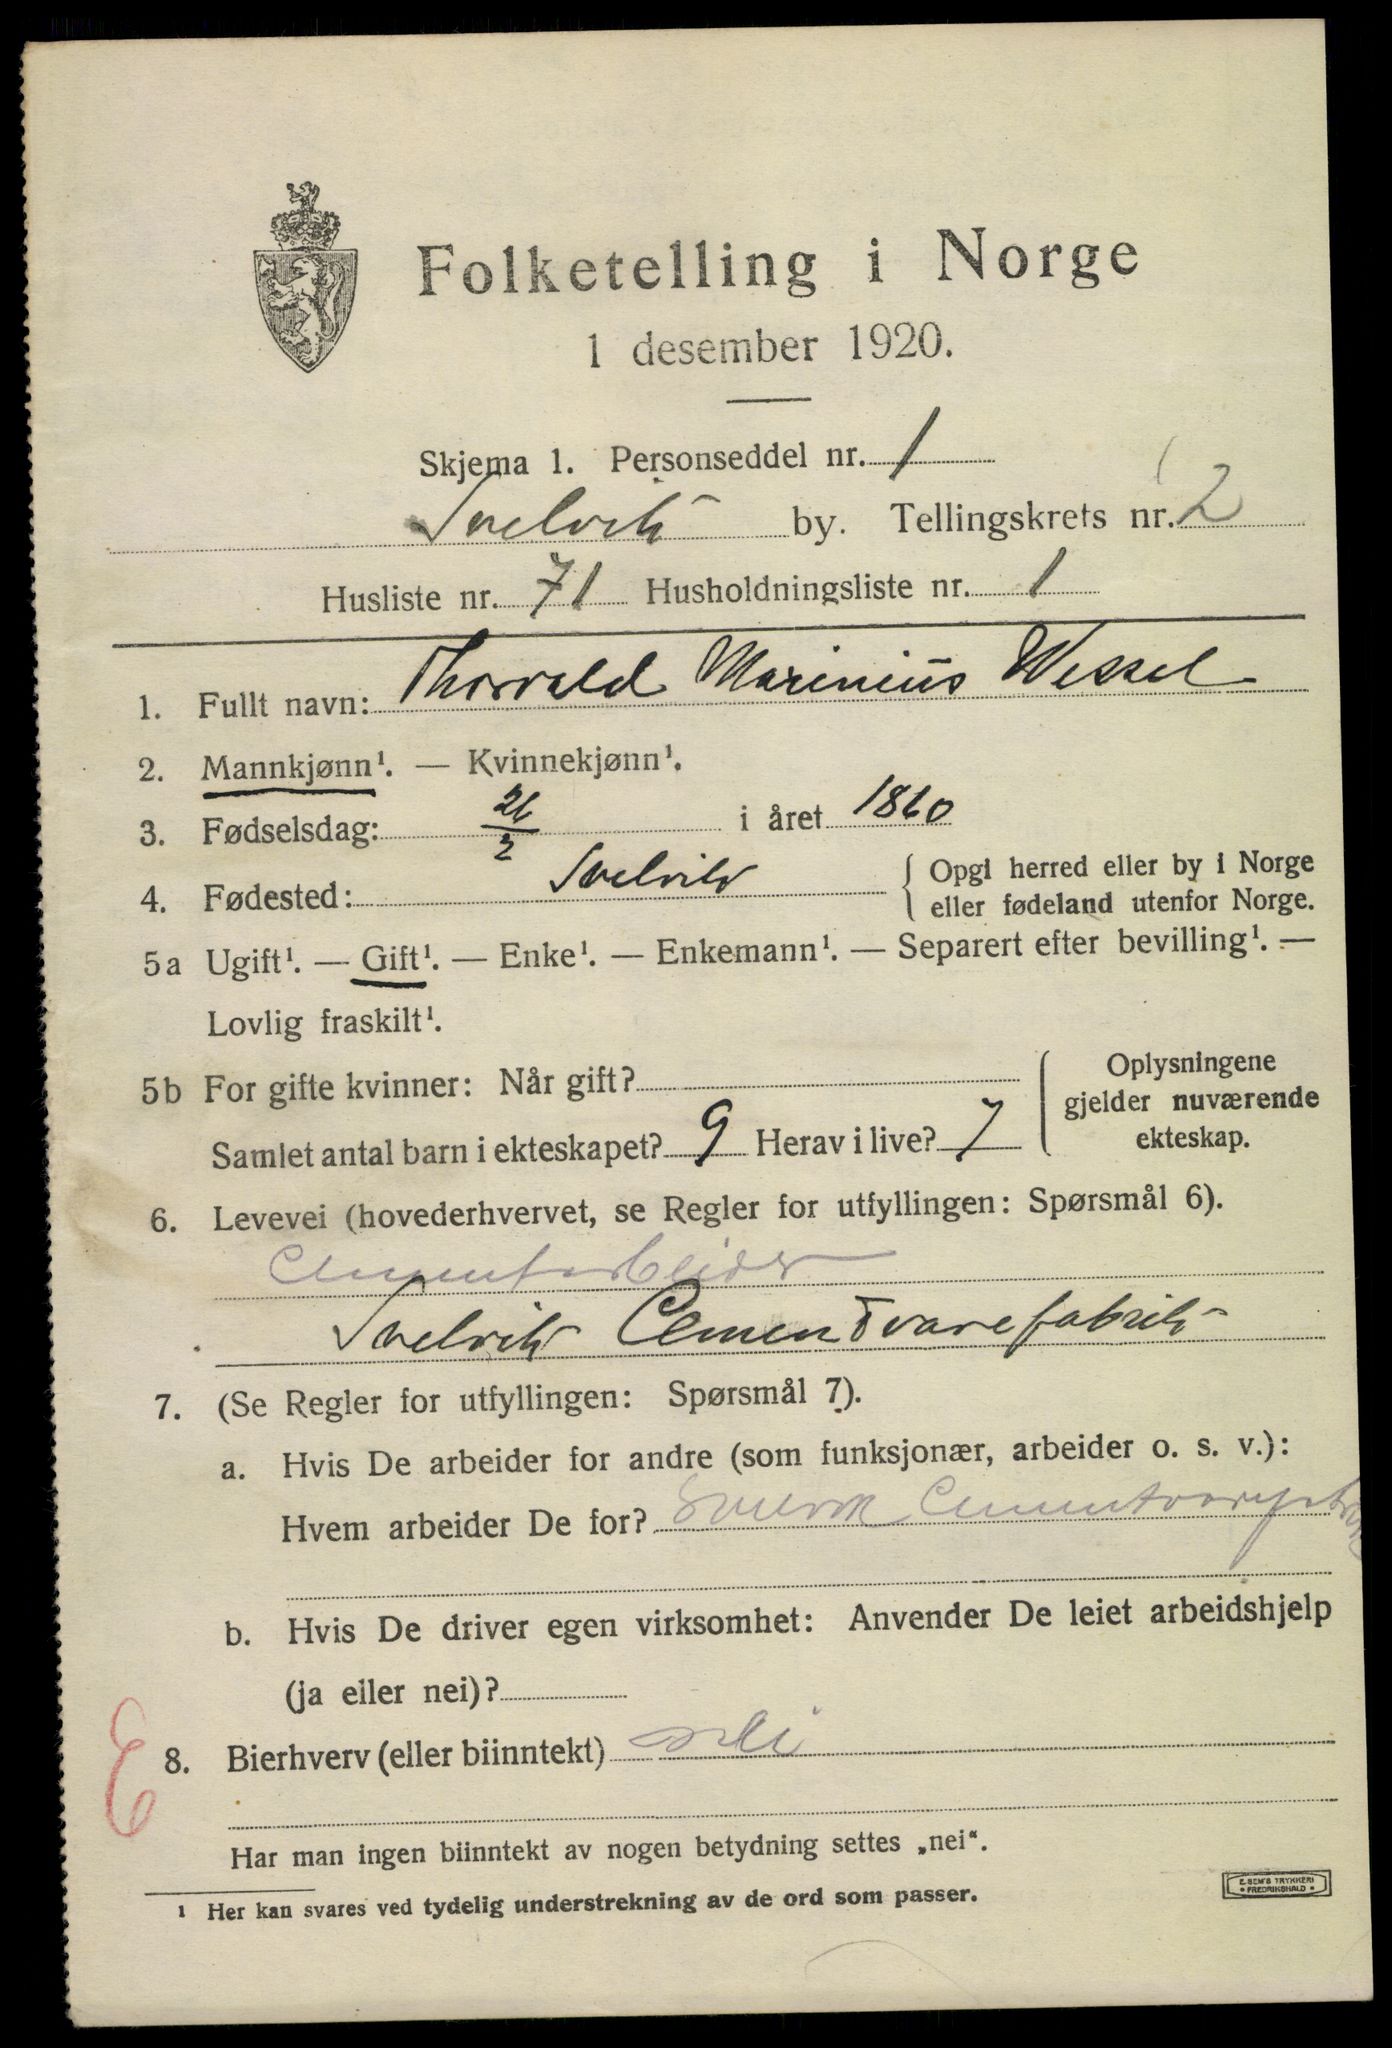 Folketelling i Norge
1 desember 1920.
Skjema 1. Personseddel nr. 1
Svelvik by. Tellingskrets nr. 2
Husliste nr. 71 Husholdningsliste nr. 1
1. Fullt navn: Thorvald Marinius Wessel
2. Mannkjønn¹. — Kvinnekjønn¹.
3. Fødselsdag: 26/2 i året 1860
4. Fødested: Svelvik { Opgi herred eller by i Norge
eller fødeland utenfor Norge.
5a Ugift¹. — Gift¹. — Enke¹. — Enkemann¹. — Separert efter bevilling¹. —
Lovlig fraskilt¹.
5b For gifte kvinner: Når gift?
Samlet antal barn i ekteskapet? 9 Herav i live? 7
Oplysningene
gjelder nuværende
ekteskap.
6. Levevei (hovederhvervet, se Regler for utfyllingen: Spørsmål 6).
Cementarbeider
Svelvik Cementvarefabrik
7. (Se Regler for utfyllingen: Spørsmål 7).
a. Hvis De arbeider for andre (som funksjonær, arbeider o. s. v.):
Hvem arbeider De for? Svelvik
b. Hvis De driver egen virksomhet: Anvender De leiet arbeidshjelp
(ja eller nei)?
8. Bierhverv (eller biinntekt) nei
E
Har man ingen biinntekt av nogen betydning settes „nei“.
¹ Her kan svares ved tydelig understrekning av de ord som passer.
E. SEM'S TRYKKERI
• FREDRIKSHALD •